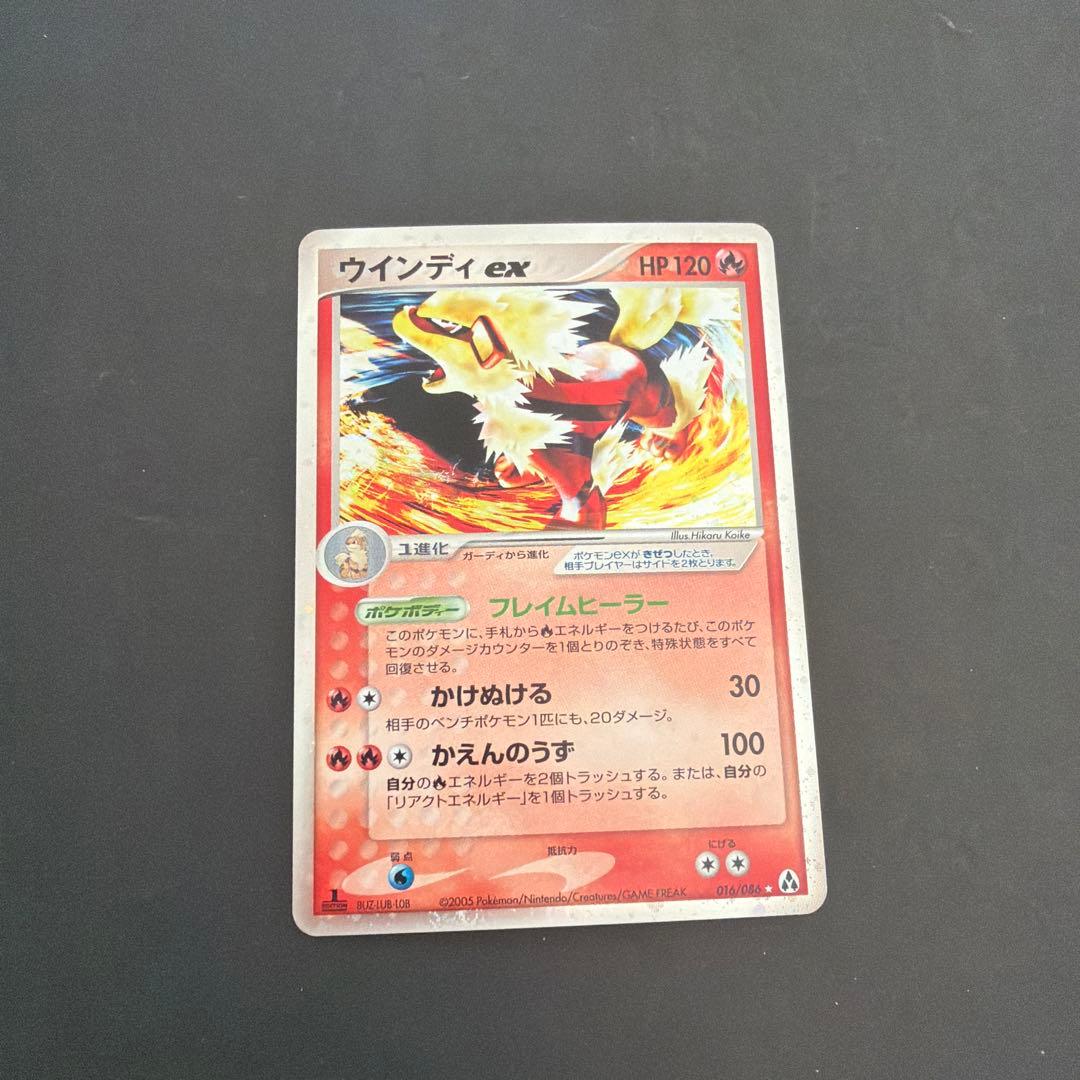 ウインディex HP120
Illus.Hikaru Koike
1進化 ガーディから進化
ポケモンexがきぜつしたとき、
相手プレイヤーはサイドを2枚とります。
ポケボディー フレイムヒーラー
このポケモンに、手札からエネルギーをつけるたび、このポケ
モンのダメージカウンターを1個とりのぞき、特殊状態をすべて
回復させる。
かけぬける 30
相手のベンチポケモン1匹にも、20ダメージ。
かえんのうず 100
自分のエネルギーを2個トラッシュする。または、自分の
「リアクトエネルギー」を1個トラッシュする。
弱点 抵抗力 にげる
1 EDITION 8UZ-LUB-L0B ©2005 Pokémon/Nintendo/Creatures/GAME FREAK 016/086 ★